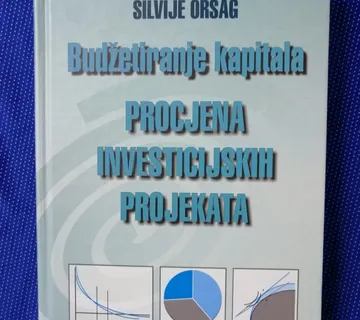 SILVIJE ORSAG
Budžetiranje kapitala
PROCJENA
INVESTICIJSKIH
PROJEKATA